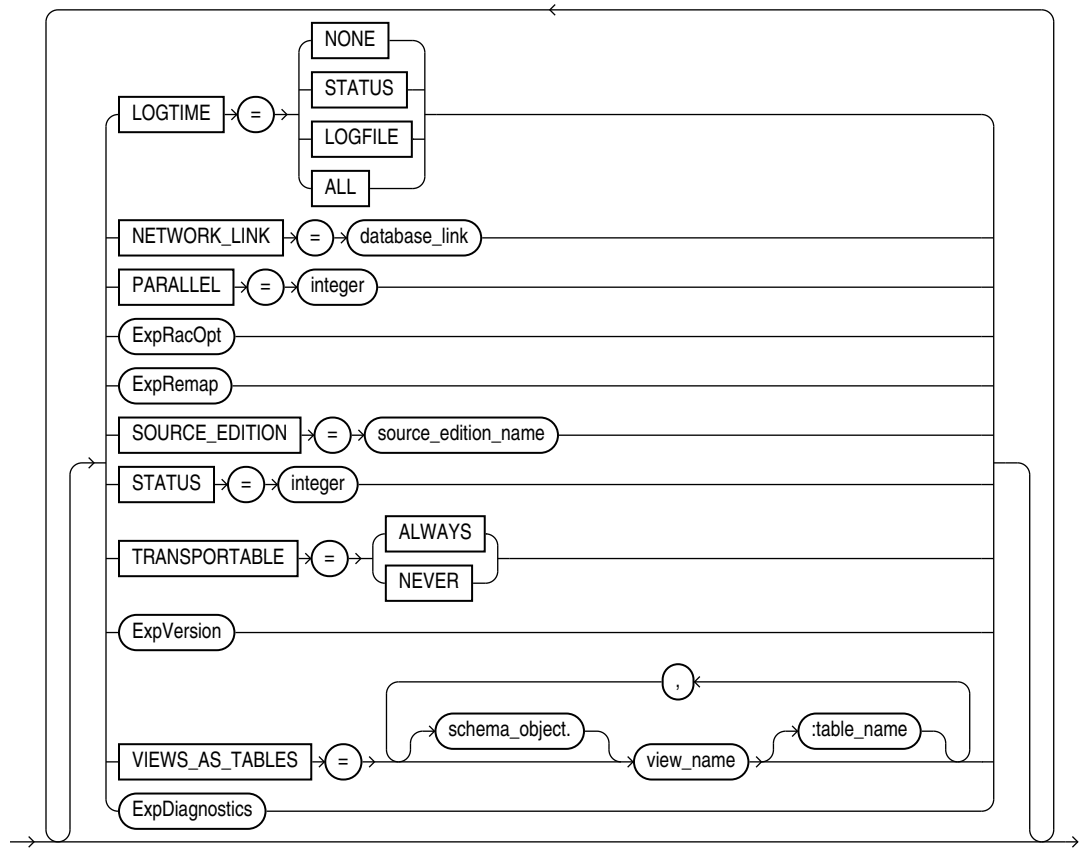 NONE
STATUS
LOGTIME =
LOGFILE
ALL
NETWORK_LINK = database_link
PARALLEL = integer
ExpRacOpt
ExpRemap
SOURCE_EDITION = source_edition_name
STATUS = integer
ALWAYS
TRANSPORTABLE =
NEVER
ExpVersion
,
schema_object. :table_name
VIEWS_AS_TABLES = view_name
ExpDiagnostics